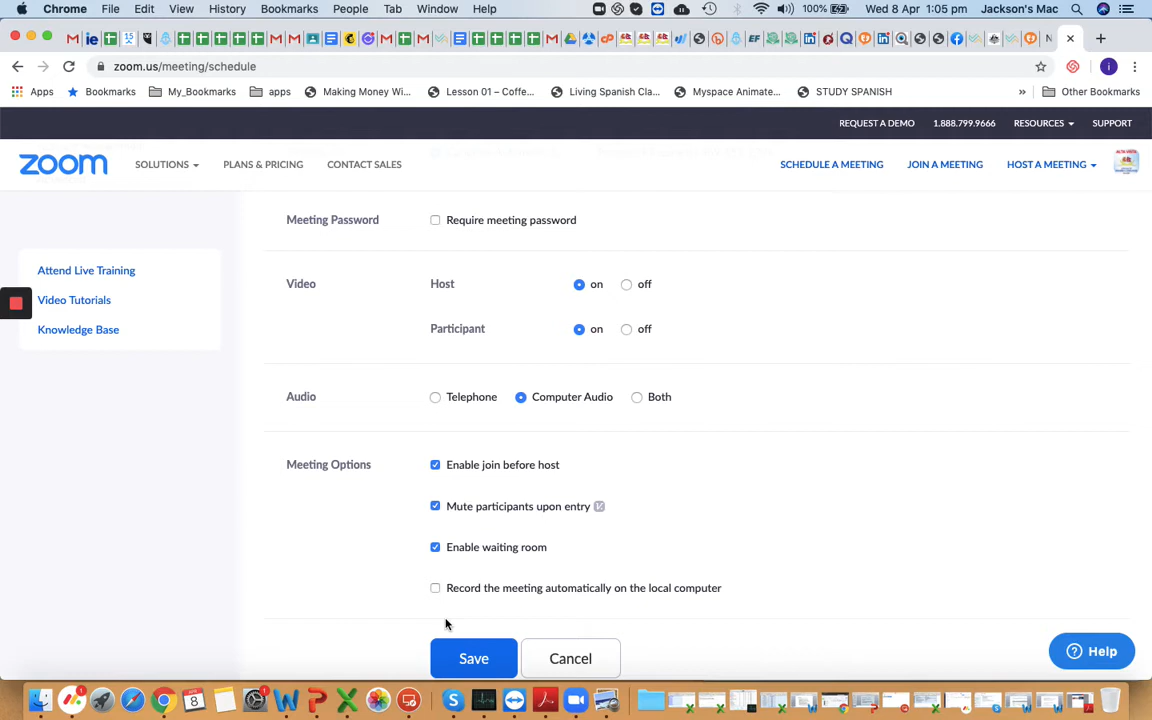 Chrome File Edit View History Bookmarks People Tab Window Help 100% Wed 8 Apr 1:05 pm Jackson's Mac
zoom.us/meeting/schedule
Apps Bookmarks My_Bookmarks apps Making Money Wi... Lesson 01 – Coffe... Living Spanish Cla... Myspace Animate... STUDY SPANISH » Other Bookmarks
REQUEST A DEMO 1.888.799.9666 RESOURCES SUPPORT
zoom SOLUTIONS PLANS & PRICING CONTACT SALES SCHEDULE A MEETING JOIN A MEETING HOST A MEETING
Meeting Password Require meeting password
Attend Live Training
Video Tutorials
Knowledge Base
Video Host on off
Participant on off
Audio Telephone Computer Audio Both
Meeting Options Enable join before host
Mute participants upon entry
Enable waiting room
Record the meeting automatically on the local computer
Save Cancel
Help